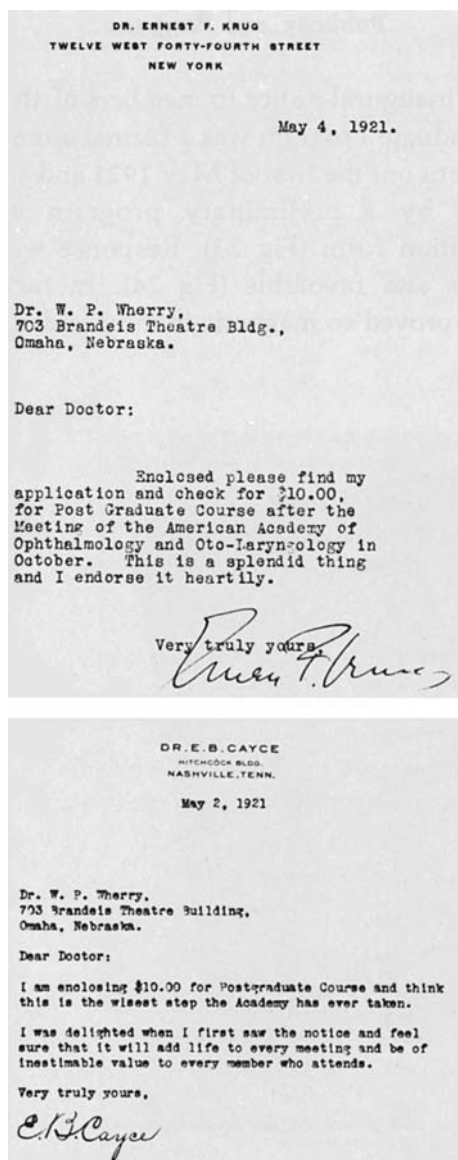 DR. ERNEST F. KRUG
TWELVE WEST FORTY-FOURTH STREET
NEW YORK
May 4, 1921.
Dr. W. P. Wherry,
703 Brandeis Theatre Bldg.,
Omaha, Nebraska.
Dear Doctor:
Enclosed please find my
application and check for $10.00,
for Post Graduate Course after the
Meeting of the American Academy of
Ophthalmology and Oto-Laryngology in
October. This is a splendid thing
and I endorse it heartily.
Very truly yours,
DR. E. B. CAYCE
HITCHCOCK BLDG.
NASHVILLE, TENN.
May 2, 1921
Dr. W. P. Wherry,
703 Brandeis Theatre Building,
Omaha, Nebraska.
Dear Doctor:
I am enclosing $10.00 for Postgraduate Course and think
this is the wisest step the Academy has ever taken.
I was delighted when I first saw the notice and feel
sure that it will add life to every meeting and be of
inestimable value to every member who attends.
Very truly yours,
E. B. Cayce